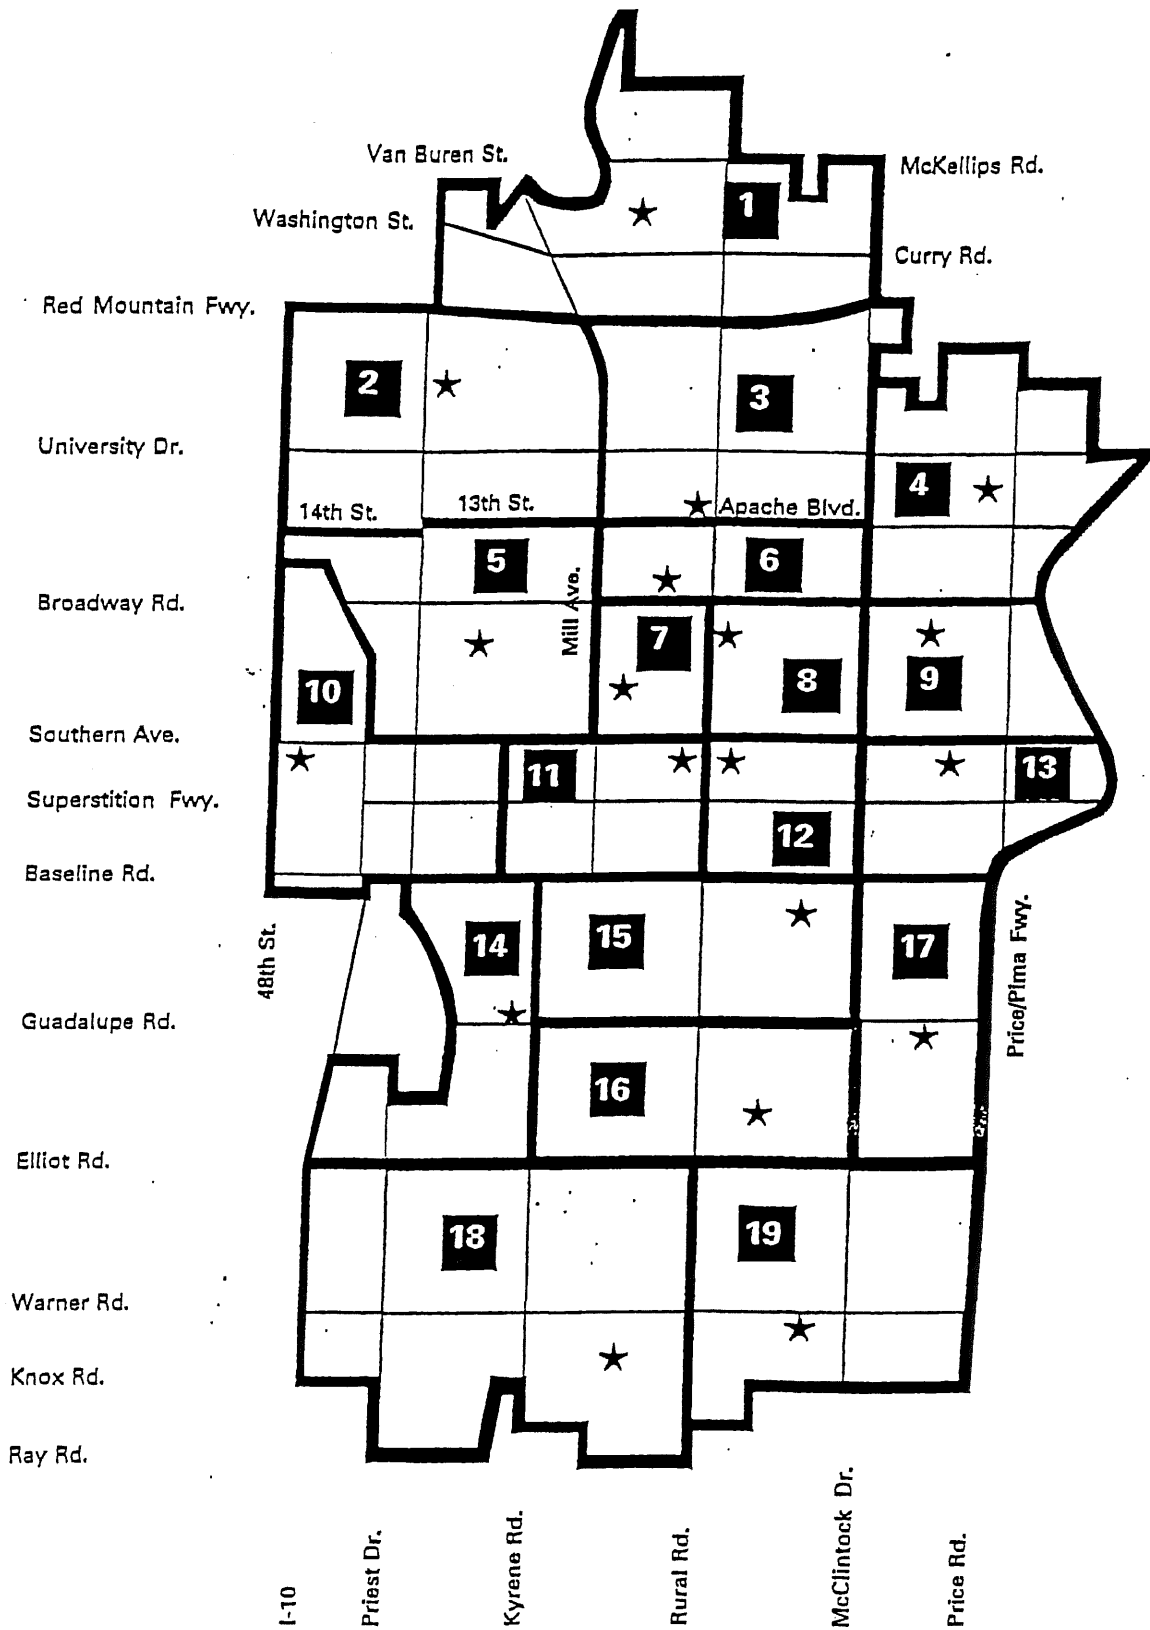 Van Buren St.
McKellips Rd.
1
Washington St.
Curry Rd.
Red Mountain Fwy.
2
3
University Dr.
4
14th St.
13th St.
Apache Blvd.
5
6
Broadway Rd.
Mill Ave.
7
8
9
10
Southern Ave.
11
13
Superstition Fwy.
12
Baseline Rd.
48th St.
14
15
17
Price/Pima Fwy.
Guadalupe Rd.
16
Elliot Rd.
18
19
Warner Rd.
Knox Rd.
Ray Rd.
I-10
Priest Dr.
Kyrene Rd.
Rural Rd.
McClintock Dr.
Price Rd.